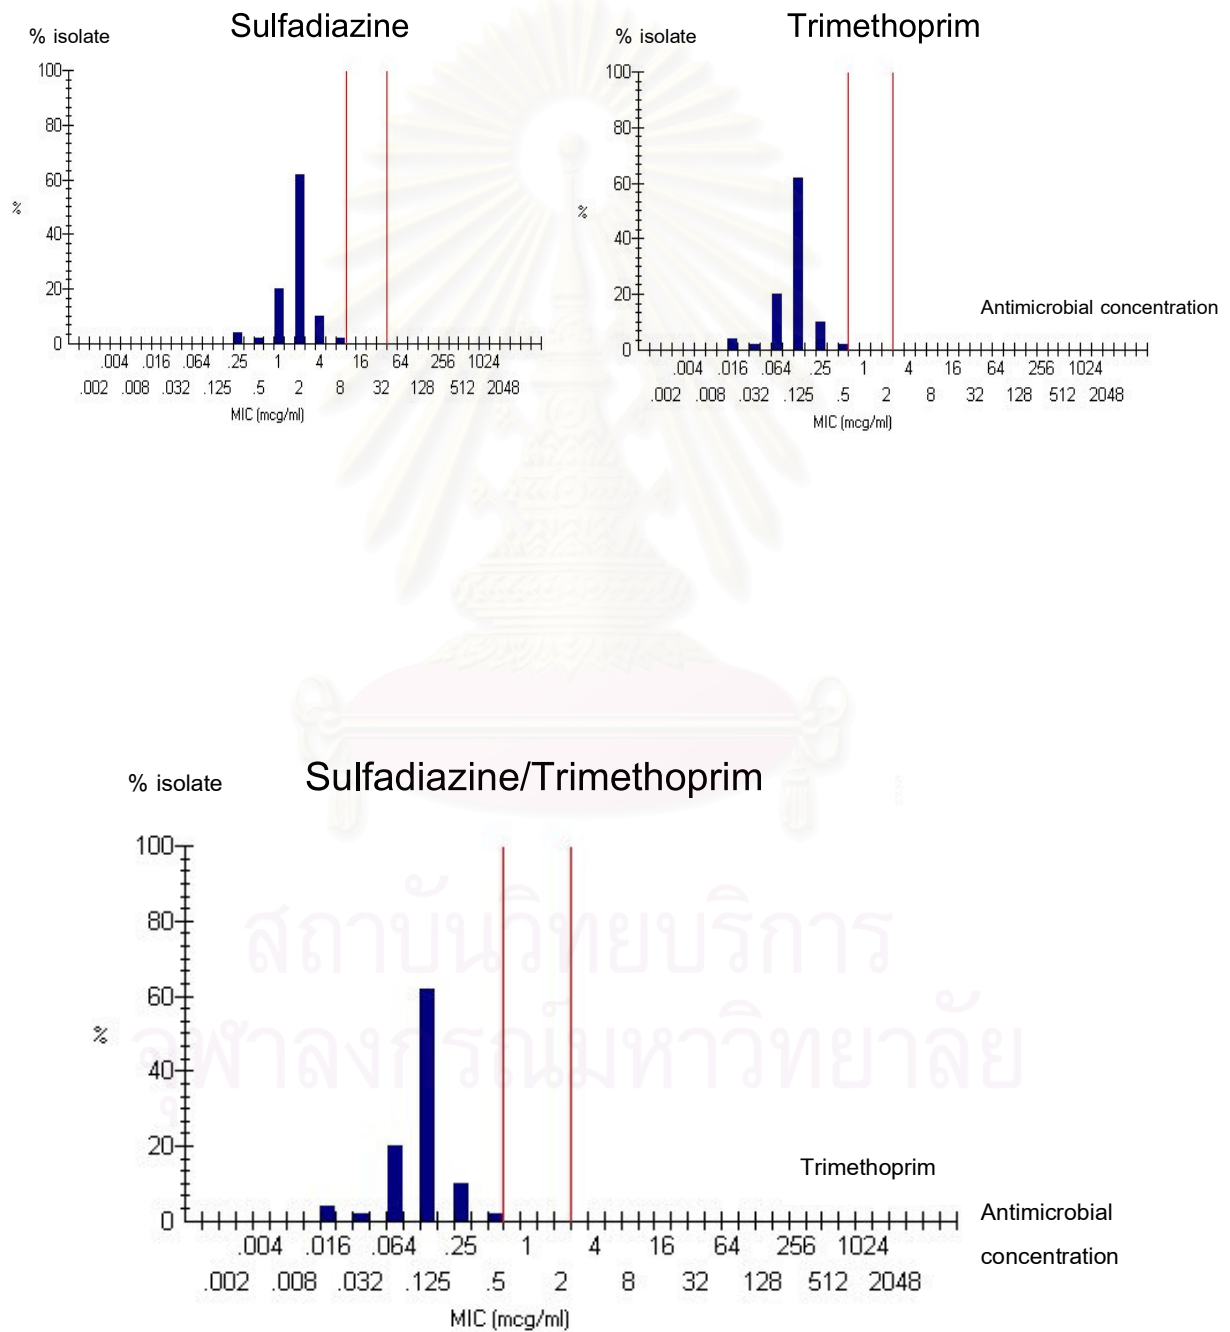 Sulfadiazine
% isolate
100
80
60
40
20
0
%
.004 .016 .064 .25 1 4 16 64 256 1024
.002 .008 .032 .125 .5 2 8 32 128 512 2048
MIC (mcg/ml)
Trimethoprim
% isolate
100
80
60
40
20
0
%
Antimicrobial concentration
.004 .016 .064 .25 1 4 16 64 256 1024
.002 .008 .032 .125 .5 2 8 32 128 512 2048
MIC (mcg/ml)
Sulfadiazine/Trimethoprim
% isolate
100
80
60
40
20
0
%
สถาบันวิทยบริการ
จุฬาลงกรณ์มหาวิทยาลัย
Trimethoprim
Antimicrobial
concentration
.004 .016 .064 .25 1 4 16 64 256 1024
.002 .008 .032 .125 .5 2 8 32 128 512 2048
MIC (mcg/ml)